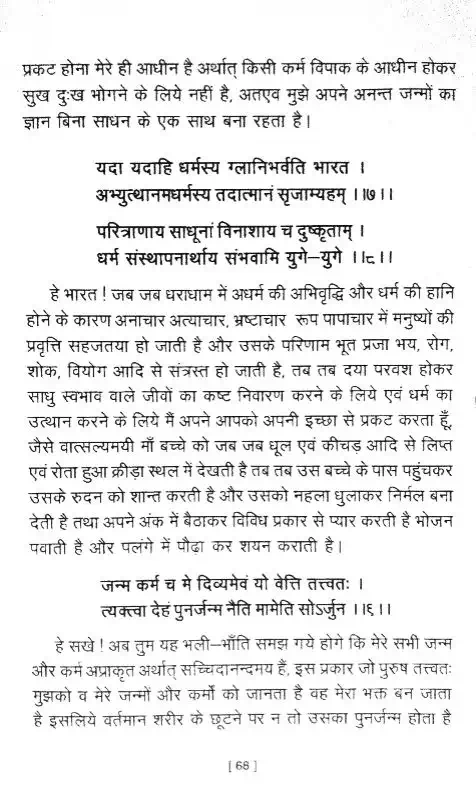 प्रकट होना मेरे ही आधीन है अर्थात् किसी कर्म विपाक के आधीन होकर
सुख दुःख भोगने के लिये नहीं है, अतएव मुझे अपने अनन्त जन्मों का
ज्ञान बिना साधन के एक साथ बना रहता है।
यदा यदाहि धर्मस्य ग्लानिर्भवति भारत ।
अभ्युत्थानमधर्मस्य तदात्मानं सृजाम्यहम् ।।७।।
परित्राणाय साधूनां विनाशाय च दुष्कृताम् ।
धर्म संस्थापनार्थाय संभवामि युगे–युगे ।।८।।
हे भारत ! जब जब धराधाम में अधर्म की अभिवृद्धि और धर्म की हानि
होने के कारण अनाचार अत्याचार, भ्रष्टाचार रूप पापाचार में मनुष्यों की
प्रवृत्ति सहजतया हो जाती है और उसके परिणाम भूत प्रजा भय, रोग,
शोक, वियोग आदि से संत्रस्त हो जाती है, तब तब दया परवश होकर
साधु स्वभाव वाले जीवों का कष्ट निवारण करने के लिये एवं धर्म का
उत्थान करने के लिये मैं अपने आपको अपनी इच्छा से प्रकट करता हूँ,
जैसे वात्सल्यमयी माँ बच्चे को जब जब धूल एवं कीचड़ आदि से लिप्त
एवं रोता हुआ क्रीड़ा स्थल में देखती है तब तब उस बच्चे के पास पहुंचकर
उसके रुदन को शान्त करती है और उसको नहला धुलाकर निर्मल बना
देती है तथा अपने अंक में बैठाकर विविध प्रकार से प्यार करती है भोजन
पवाती है और पलंगे में पौढ़ा कर शयन कराती है।
जन्म कर्म च मे दिव्यमेवं यो वेत्ति तत्त्वतः ।
त्यक्त्वा देहं पुनर्जन्म नैति मामेति सोऽर्जुन ।।६।।
हे सखे ! अब तुम यह भली–भाँति समझ गये होगे कि मेरे सभी जन्म
और कर्म अप्राकृत अर्थात् सच्चिदानन्दमय हैं, इस प्रकार जो पुरुष तत्त्वतः
मुझको व मेरे जन्मों और कर्मो को जानता है वह मेरा भक्त बन जाता
है इसलिये वर्तमान शरीर के छूटने पर न तो उसका पुनर्जन्म होता है
[ 68 ]